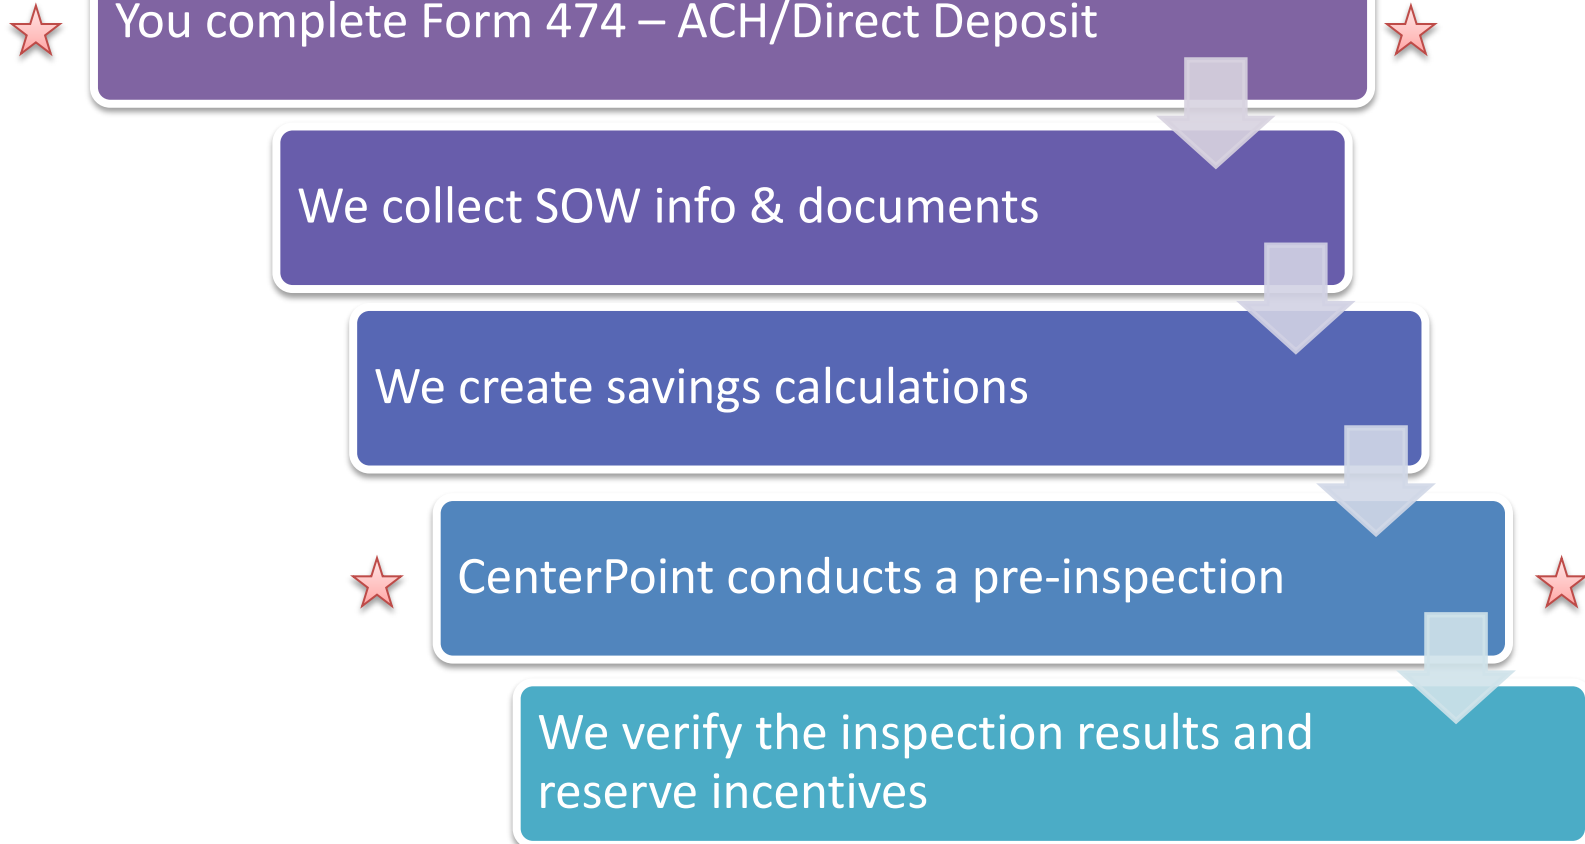 You complete Form 474 – ACH/Direct Deposit
We collect SOW info & documents
We create savings calculations
CenterPoint conducts a pre-inspection
We verify the inspection results and
reserve incentives